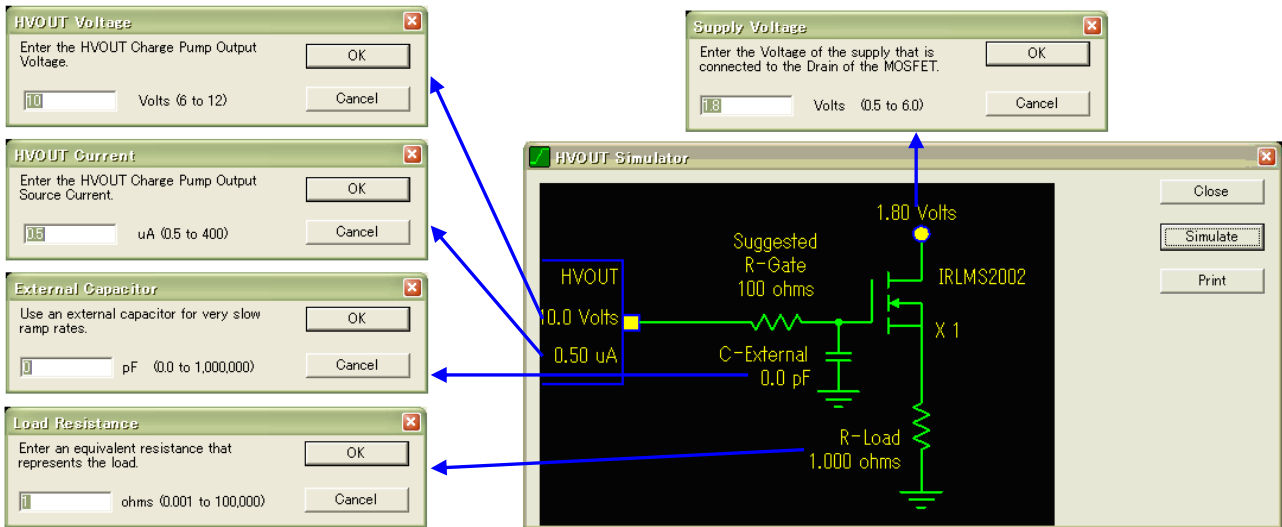 HVOUT Voltage
Enter the HVOUT Charge Pump Output
Voltage.
OK
10
Volts (6 to 12)
Cancel
HVOUT Current
Enter the HVOUT Charge Pump Output
Source Current.
OK
0.5
uA (0.5 to 400)
Cancel
External Capacitor
Use an external capacitor for very slow
ramp rates.
OK
0
pF (0.0 to 1,000,000)
Cancel
Load Resistance
Enter an equivalent resistance that
represents the load.
OK
1
ohms (0.001 to 100,000)
Cancel
Supply Voltage
Enter the Voltage of the supply that is
connected to the Drain of the MOSFET.
OK
1.8
Volts (0.5 to 6.0)
Cancel
HVOUT Simulator
Close
Simulate
Print
1.80 Volts
Suggested
R-Gate
100 ohms
HVOUT
10.0 Volts
0.50 uA
IRLMS2002
X 1
C-External
0.0 pF
R-Load
1.000 ohms